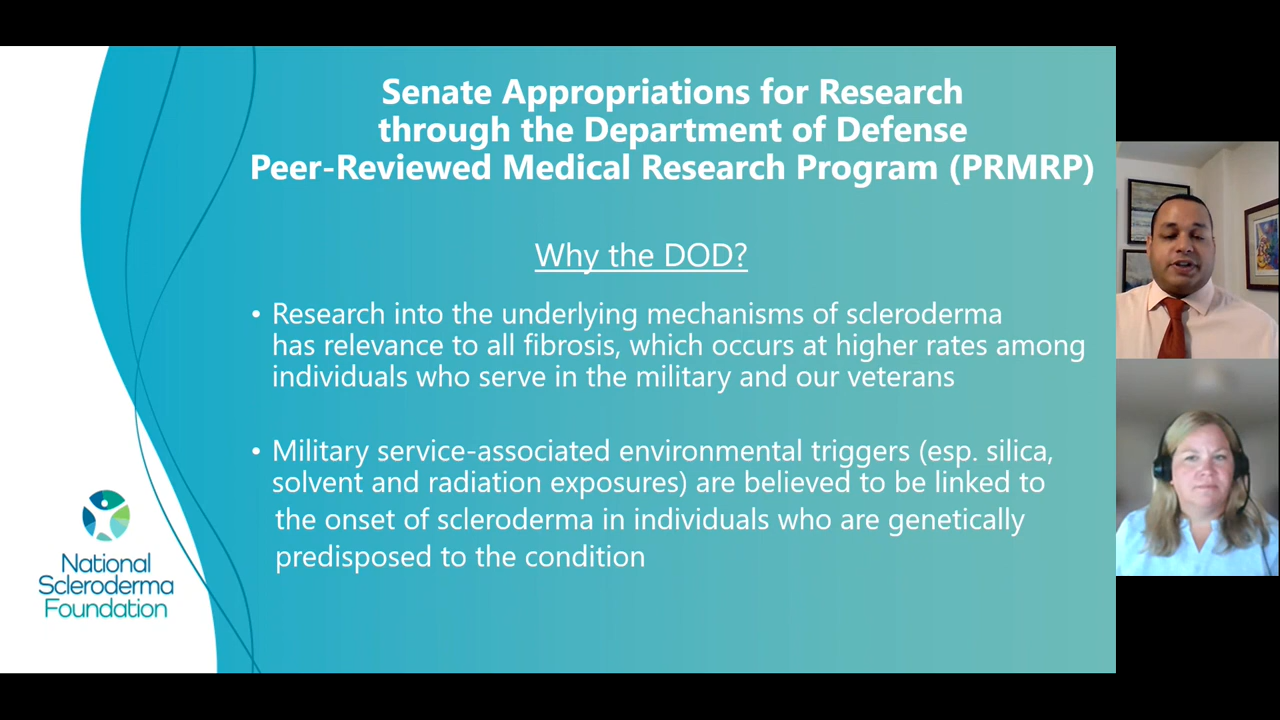 Senate Appropriations for Research
through the Department of Defense
Peer-Reviewed Medical Research Program (PRMRP)
Why the DOD?
• Research into the underlying mechanisms of scleroderma
has relevance to all fibrosis, which occurs at higher rates among
individuals who serve in the military and our veterans
• Military service-associated environmental triggers (esp. silica,
solvent and radiation exposures) are believed to be linked to
the onset of scleroderma in individuals who are genetically
predisposed to the condition
National
Scleroderma
Foundation